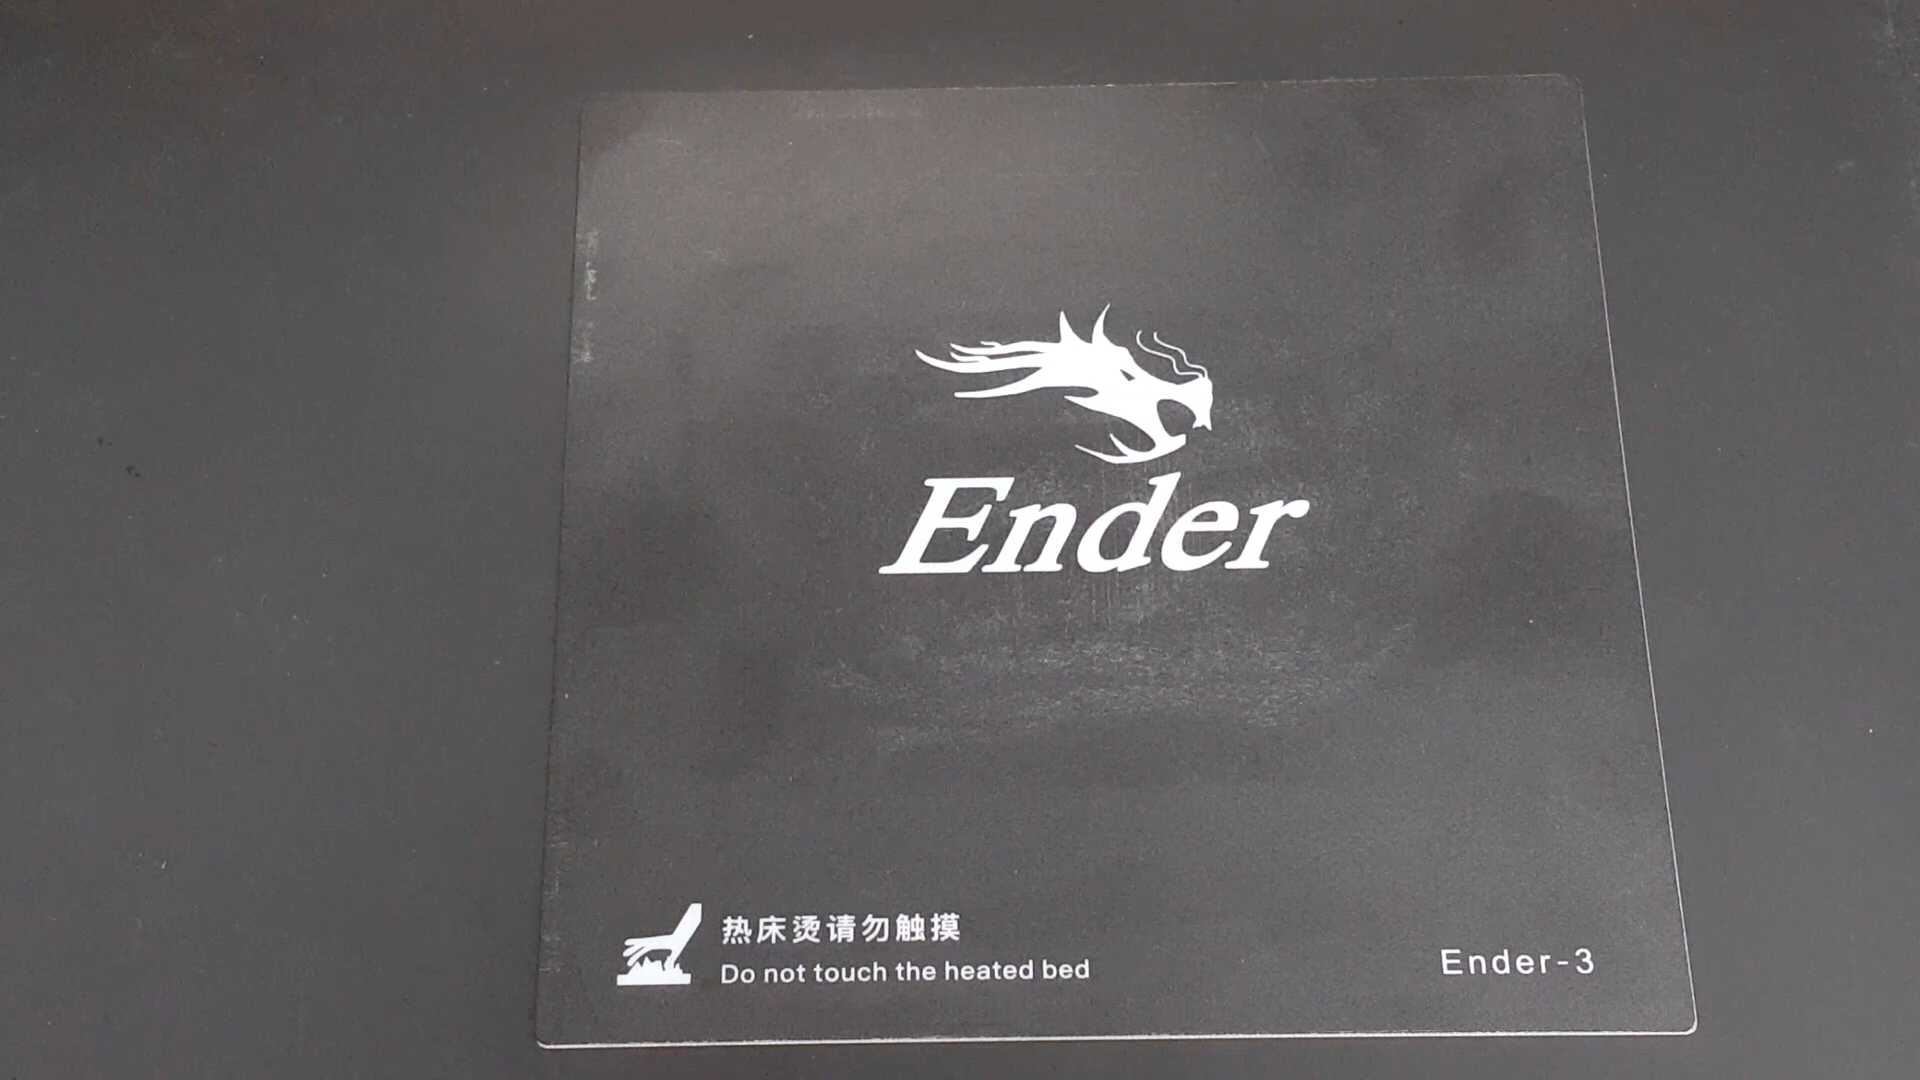 Ender
热床烫请勿触摸
Do not touch the heated bed
Ender-3